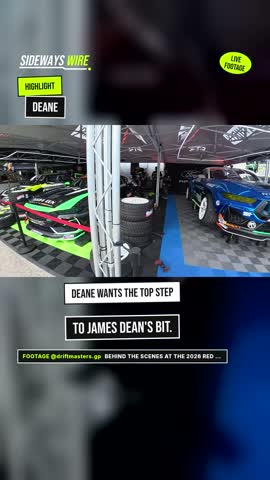 SIDEWAYS WIRE.
LIVE
FOOTAGE
HIGHLIGHT
DEANE
DEANE WANTS THE TOP STEP
TO JAMES DEAN'S BIT.
FOOTAGE @driftmasters.gp BEHIND THE SCENES AT THE 2026 RED ...